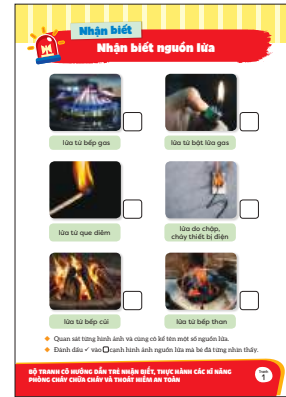 Nhận biết
Nhận biết nguồn lửa
lửa từ bếp gas
lửa từ bật lửa gas
lửa từ que diêm
lửa do chập,
cháy thiết bị điện
lửa từ bếp củi
lửa từ bếp than
Quan sát từng hình ảnh và cùng cô kể tên một số nguồn lửa.
Đánh dấu ✓ vào ☐ cạnh hình ảnh nguồn lửa mà bé đã từng nhìn thấy.
BỘ TRANH CÔ HƯỚNG DẪN TRẺ NHẬN BIẾT, THỰC HÀNH CÁC KĨ NĂNG
PHÒNG CHÁY CHỮA CHÁY VÀ THOÁT HIỂM AN TOÀN
Tranh
1